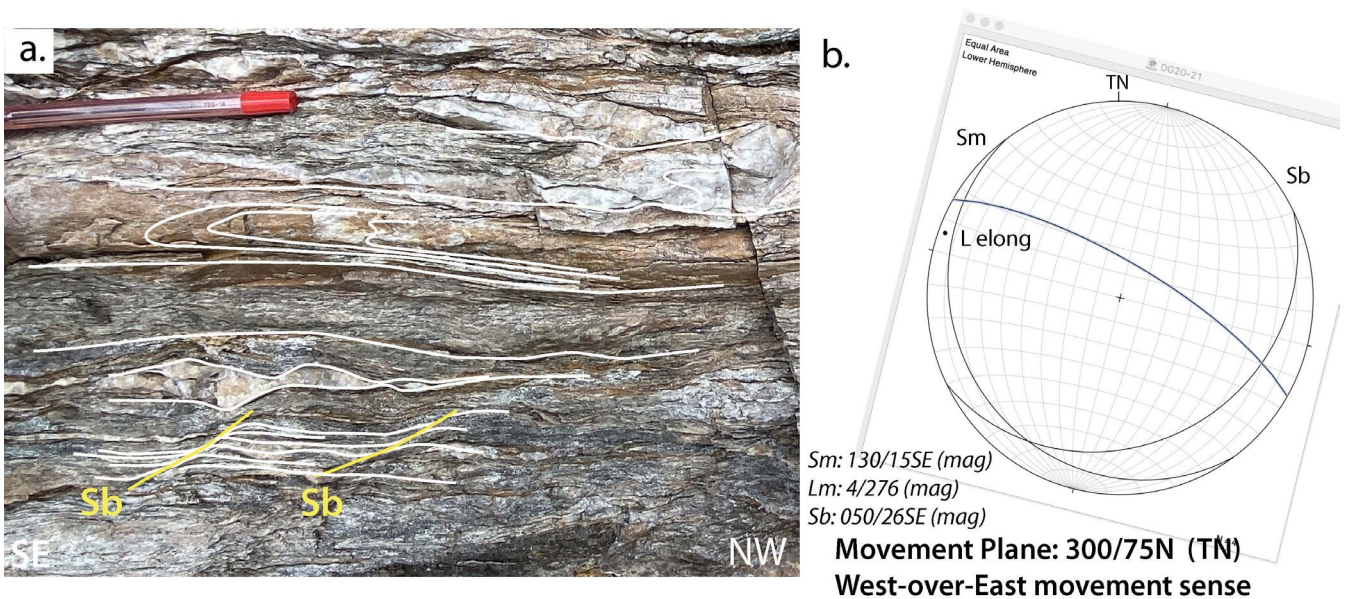 a.
Sb
Sb
SE
NW
b.
Equal Area
Lower Hemisphere
DG20-21
TN
Sm
Sb
L elong
Sm: 130/15SE (mag)
Lm: 4/276 (mag)
Sb: 050/26SE (mag)
Movement Plane: 300/75N (TN)
West-over-East movement sense